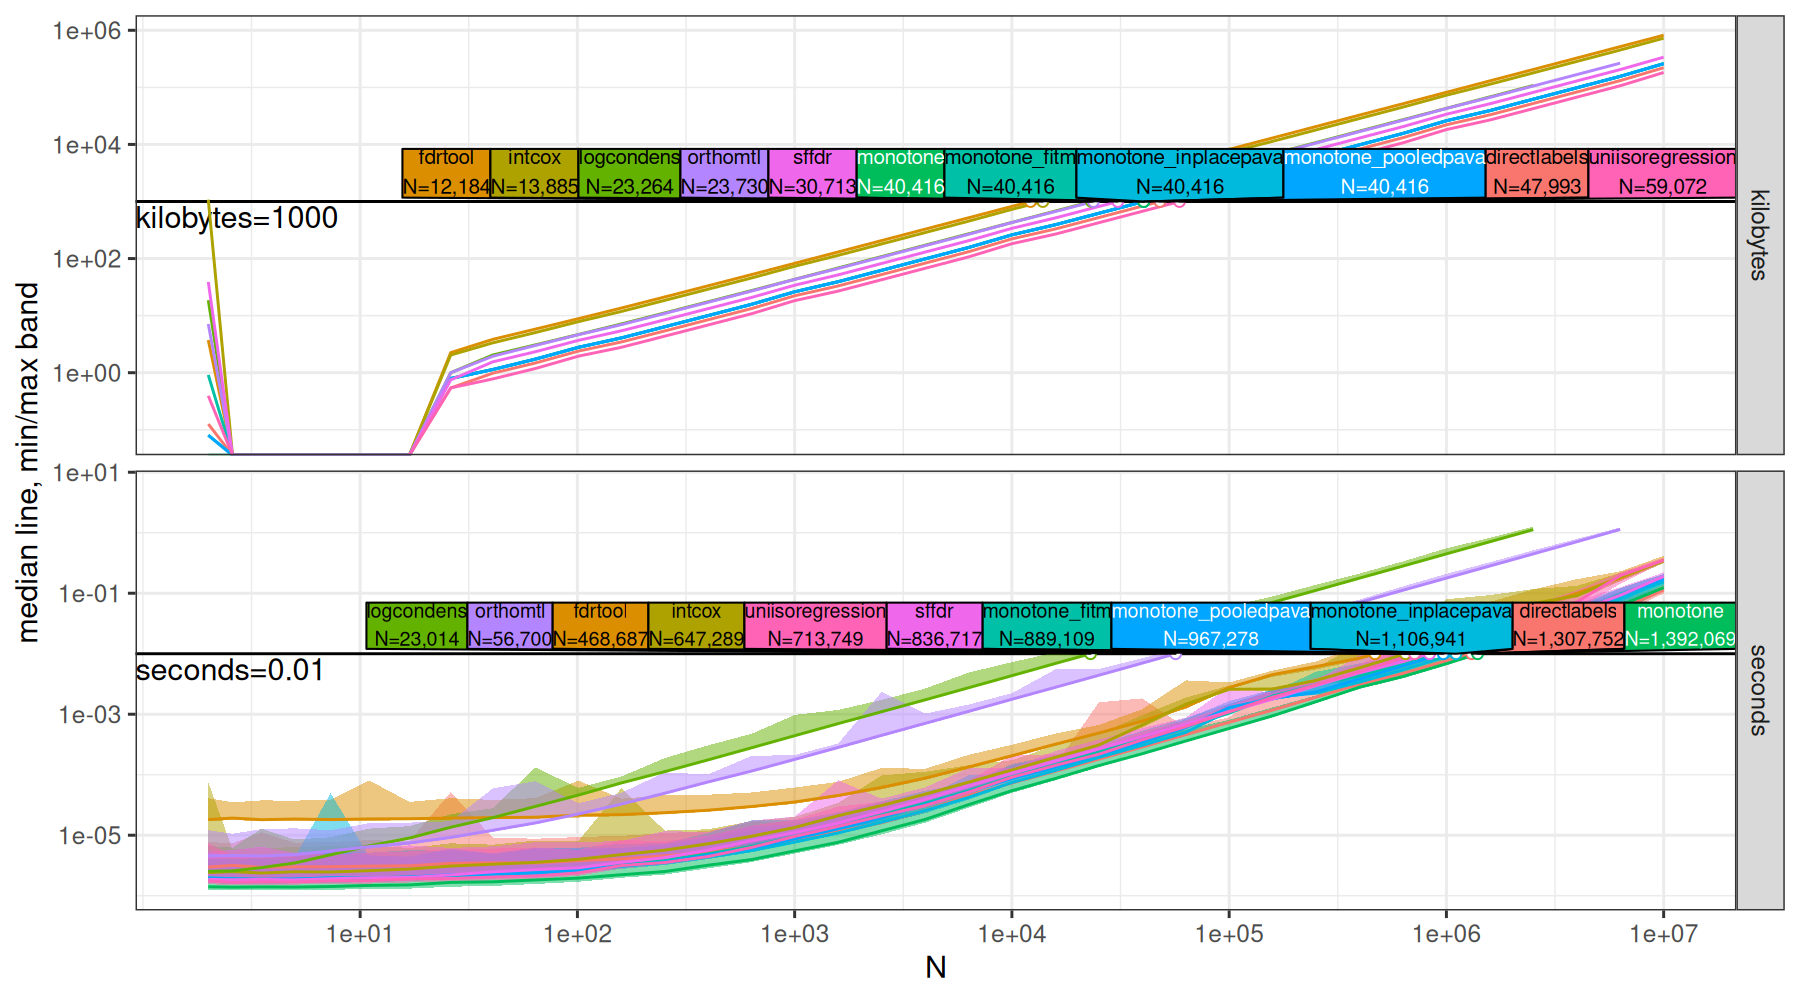 1e+06
1e+04
fdrtool intcox logcondens orthomtl sffdr monotone monotone_fitm monotone_inplacepava monotone_pooledpava directlabels uniisoregression
N=12,184 N=13,885 N=23,264 N=23,730 N=30,713 N=40,416 N=40,416 N=40,416 N=40,416 N=47,993 N=59,072
kilobytes=1000
1e+02
1e+00
kilobytes
median line, min/max band
1e+01
1e-01
logcondens orthomtl fdrtool intcox uniisoregression sffdr monotone_fitm monotone_pooledpava monotone_inplacepava directlabels monotone
N=23,014 N=56,700 N=468,687 N=647,289 N=713,749 N=836,717 N=889,109 N=967,278 N=1,106,941 N=1,307,752 N=1,392,069
seconds=0.01
1e-03
1e-05
seconds
1e+01 1e+02 1e+03 1e+04 1e+05 1e+06 1e+07
N